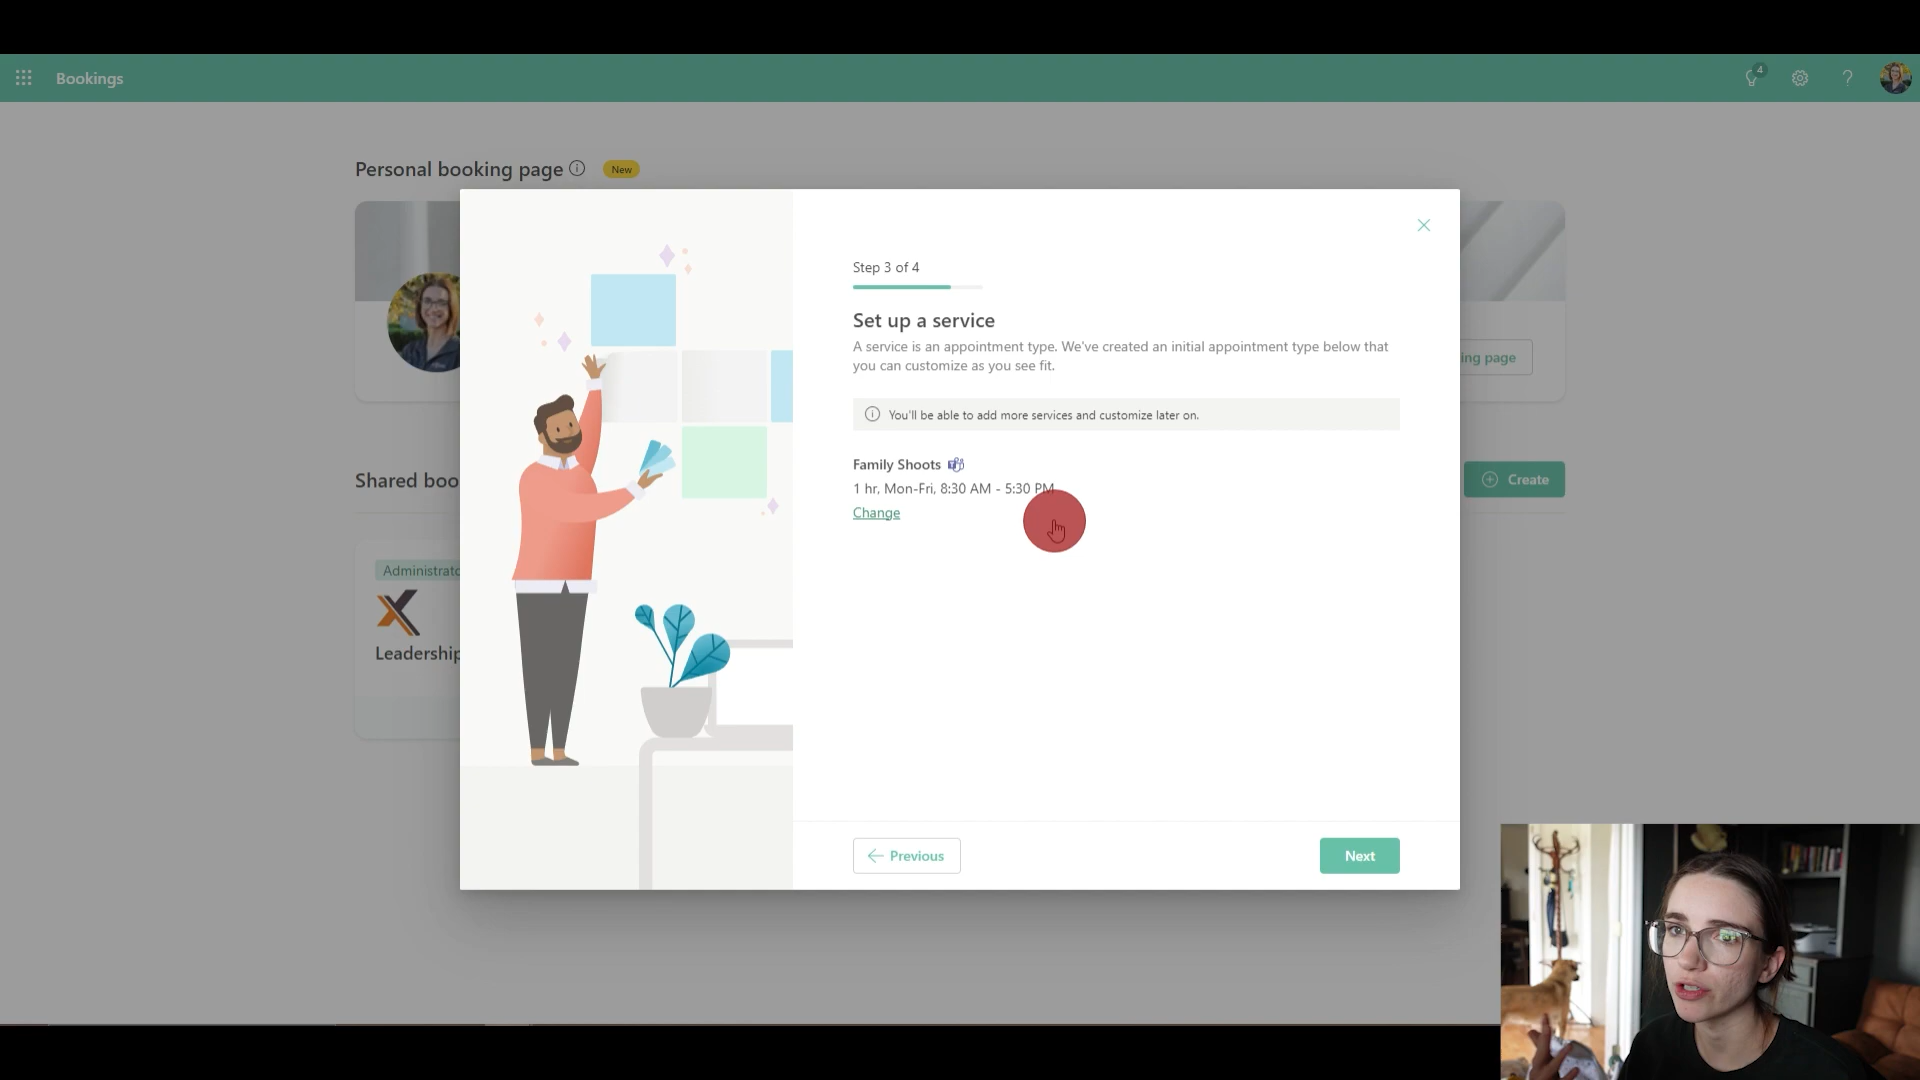 Bookings
4
Personal booking page
New
Step 3 of 4
Set up a service
A service is an appointment type. We've created an initial appointment type below that
you can customize as you see fit.
ing page
You'll be able to add more services and customize later on.
Family Shoots
1 hr, Mon-Fri, 8:30 AM - 5:30 PM
Change
Shared boo
Create
Administrato
Leadership
Previous
Next